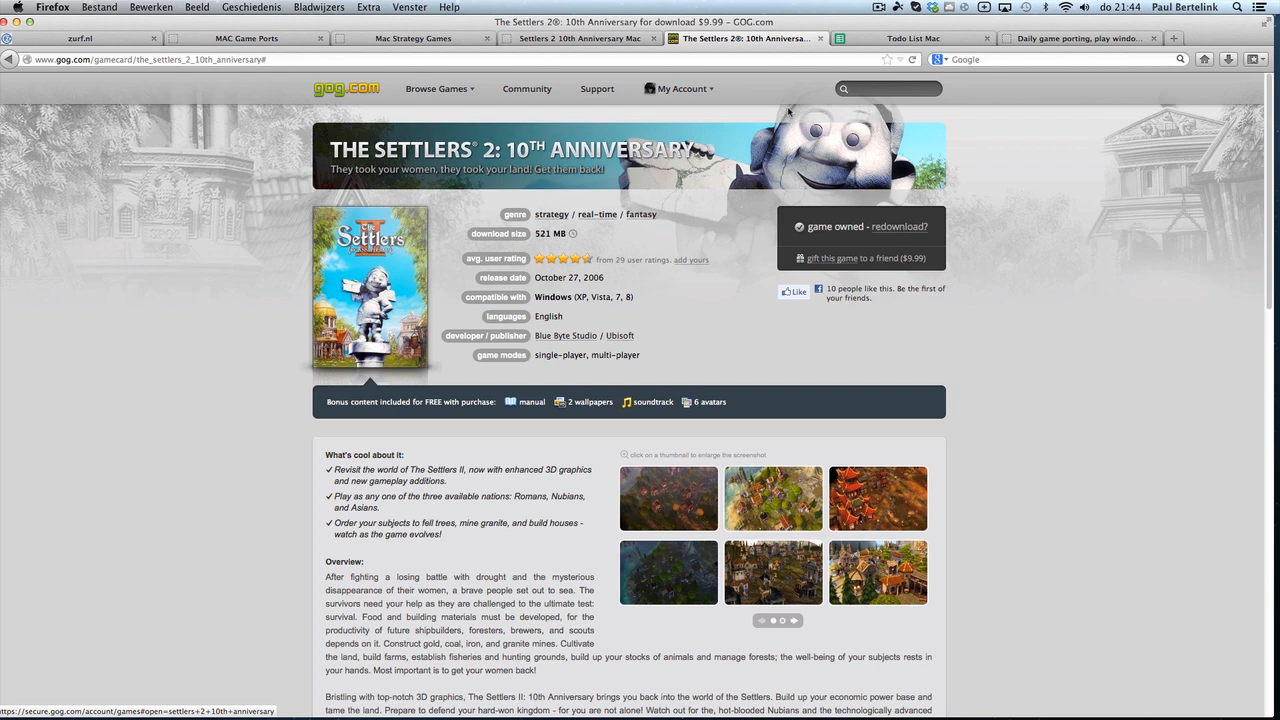 Firefox Bestand Bewerken Beeld Geschiedenis Bladwijzers Extra Venster Help do 21:44 Paul Bertelink
The Settlers 2®: 10th Anniversary for download $9.99 - GOG.com
zurf.nl MAC Game Ports Mac Strategy Games Settlers 2 10th Anniversary Mac The Settlers 2®: 10th Anniversa... Todo List Mac Daily game porting, play windo...
www.gog.com/gamecard/the_settlers_2_10th_anniversary# Google
gog.com Browse Games Community Support My Account
THE SETTLERS® 2: 10TH ANNIVERSARY
They took your women, they took your land! Get them back!
The Settlers II
genre strategy / real-time / fantasy
download size 521 MB
avg. user rating from 29 user ratings. add yours
release date October 27, 2006
compatible with Windows (XP, Vista, 7, 8)
languages English
developer / publisher Blue Byte Studio / Ubisoft
game modes single-player, multi-player
game owned - redownload?
gift this game to a friend ($9.99)
Like 10 people like this. Be the first of
your friends.
Bonus content included for FREE with purchase: manual 2 wallpapers soundtrack 6 avatars
What's cool about it:
Revisit the world of The Settlers II, now with enhanced 3D graphics
and new gameplay additions.
Play as any one of the three available nations: Romans, Nubians,
and Asians.
Order your subjects to fell trees, mine granite, and build houses -
watch as the game evolves!
click on a thumbnail to enlarge the screenshot
Overview:
After fighting a losing battle with drought and the mysterious
disappearance of their women, a brave people set out to sea. The
survivors need your help as they are challenged to the ultimate test:
survival. Food and building materials must be developed, for the
productivity of future shipbuilders, foresters, brewers, and scouts
depends on it. Construct gold, coal, iron, and granite mines. Cultivate
the land, build farms, establish fisheries and hunting grounds, build up your stocks of animals and manage forests; the well-being of your subjects rests in
your hands. Most important is to get your women back!
Bristling with top-notch 3D graphics, The Settlers II: 10th Anniversary brings you back into the world of the Settlers. Build up your economic power base and
tame the land. Prepare to defend your hard-won kingdom - for you are not alone! Watch out for the, hot-blooded Nubians and the technologically advanced
https://secure.gog.com/account/games#open=settlers+2+10th+anniversary